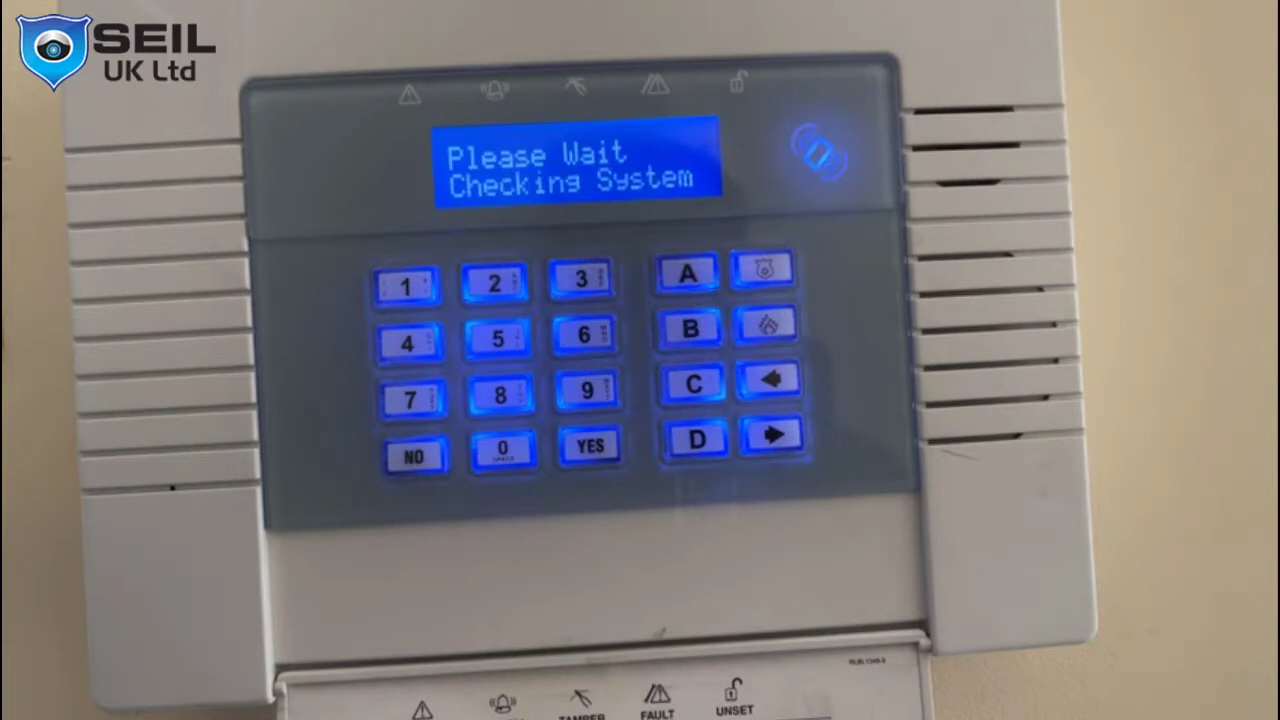 SEIL
UK Ltd
Please Wait
Checking System
1 2 3 A
4 5 6 B
7 8 9 C
NO 0 YES D
TAMPER FAULT UNSET